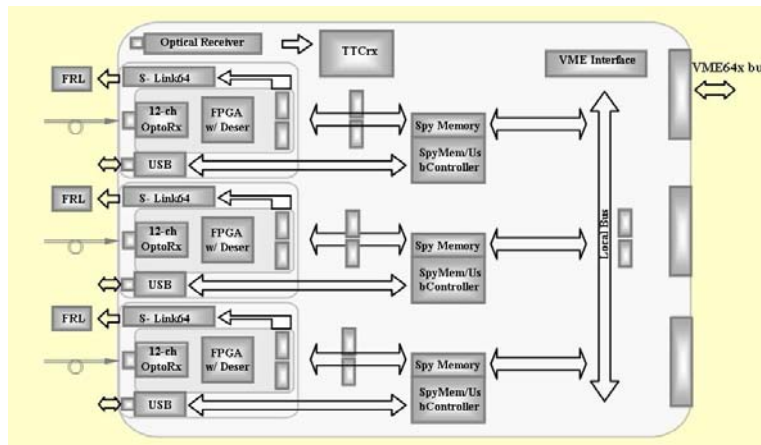 Optical Receiver
TTCrx
VME Interface
VME64x bu
FRL
S- Link64
12-ch
OptoRx
FPGA
w/ Deser
Spy Memory
SpyMem/Us
bController
USB
FRL
S- Link64
12-ch
OptoRx
FPGA
w/ Deser
Spy Memory
SpyMem/Us
bController
USB
Local Bus
FRL
S- Link64
12-ch
OptoRx
FPGA
w/ Deser
Spy Memory
SpyMem/Us
bController
USB